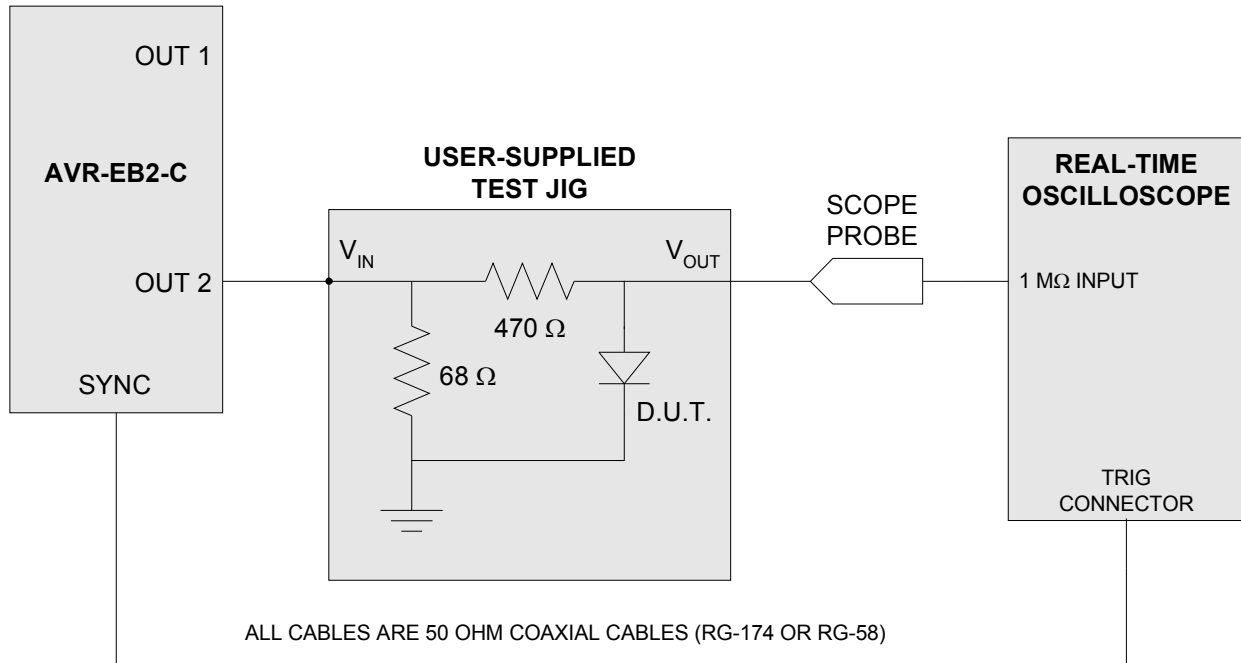 OUT 1
AVR-EB2-C
OUT 2
SYNC
USER-SUPPLIED
TEST JIG
V_IN
V_OUT
470 Ω
68 Ω
D.U.T.
SCOPE
PROBE
REAL-TIME
OSCILLOSCOPE
1 MΩ INPUT
TRIG
CONNECTOR
ALL CABLES ARE 50 OHM COAXIAL CABLES (RG-174 OR RG-58)